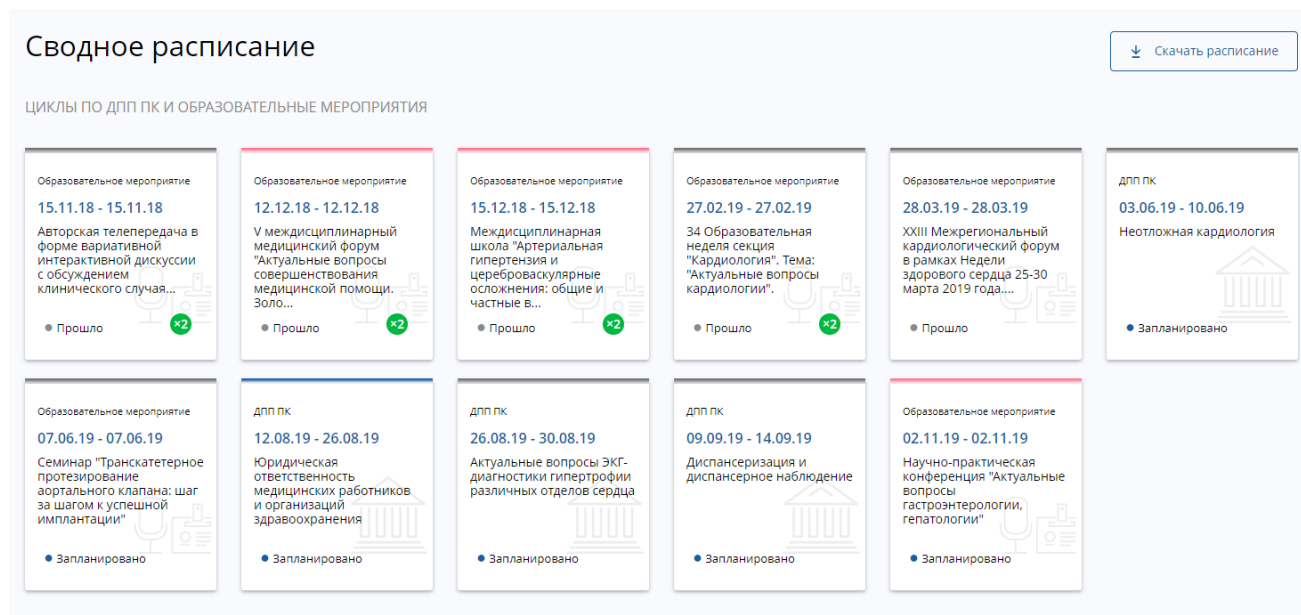 Сводное расписание
Скачать расписание
ЦИКЛЫ ПО ДПП ПК И ОБРАЗОВАТЕЛЬНЫЕ МЕРОПРИЯТИЯ
Образовательное мероприятие
15.11.18 - 15.11.18
Авторская телепередача в
форме вариативной
интерактивной дискуссии
с обсуждением
клинического случая...
Прошло
×2
Образовательное мероприятие
12.12.18 - 12.12.18
V междисциплинарный
медицинский форум
"Актуальные вопросы
совершенствования
медицинской помощи.
Золо...
Прошло
×2
Образовательное мероприятие
15.12.18 - 15.12.18
Междисциплинарная
школа "Артериальная
гипертензия и
цереброваскулярные
осложнения: общие и
частные в...
Прошло
×2
Образовательное мероприятие
27.02.19 - 27.02.19
34 Образовательная
неделя секция
"Кардиология". Тема:
"Актуальные вопросы
кардиологии".
Прошло
×2
Образовательное мероприятие
28.03.19 - 28.03.19
XXIII Межрегиональный
кардиологический форум
в рамках Недели
здорового сердца 25-30
марта 2019 года....
Прошло
ДПП ПК
03.06.19 - 10.06.19
Неотложная кардиология
Запланировано
Образовательное мероприятие
07.06.19 - 07.06.19
Семинар "Транскатетерное
протезирование
аортального клапана: шаг
за шагом к успешной
имплантации"
Запланировано
ДПП ПК
12.08.19 - 26.08.19
Юридическая
ответственность
медицинских работников
и организаций
здравоохранения
Запланировано
ДПП ПК
26.08.19 - 30.08.19
Актуальные вопросы ЭКГ-
диагностики гипертрофии
различных отделов сердца
Запланировано
ДПП ПК
09.09.19 - 14.09.19
Диспансеризация и
диспансерное наблюдение
Запланировано
Образовательное мероприятие
02.11.19 - 02.11.19
Научно-практическая
конференция "Актуальные
вопросы
гастроэнтерологии,
гепатологии"
Запланировано